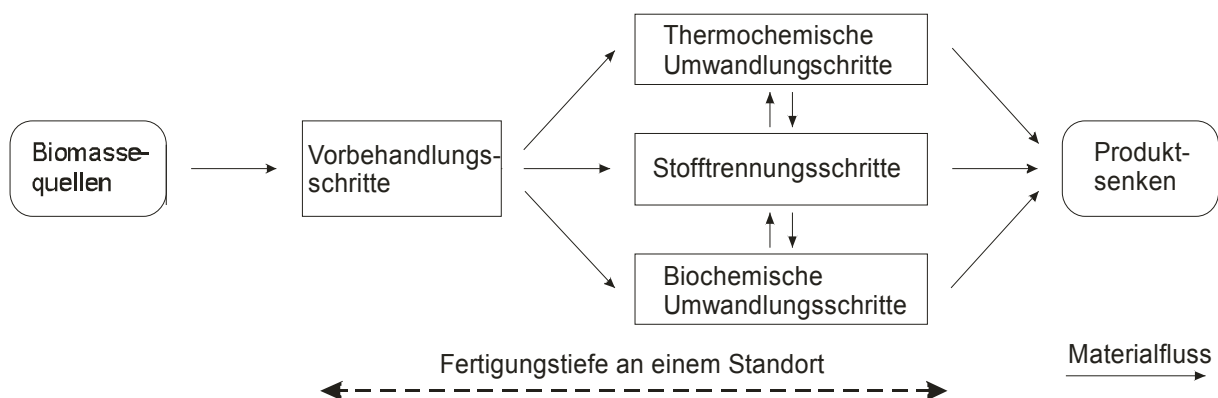 Thermochemische
Umwandlungschritte
Biomasse-
quellen
Vorbehandlungs-
schritte
Stofftrennungsschritte
Produkt-
senken
Biochemische
Umwandlungsschritte
Fertigungstiefe an einem Standort
Materialfluss